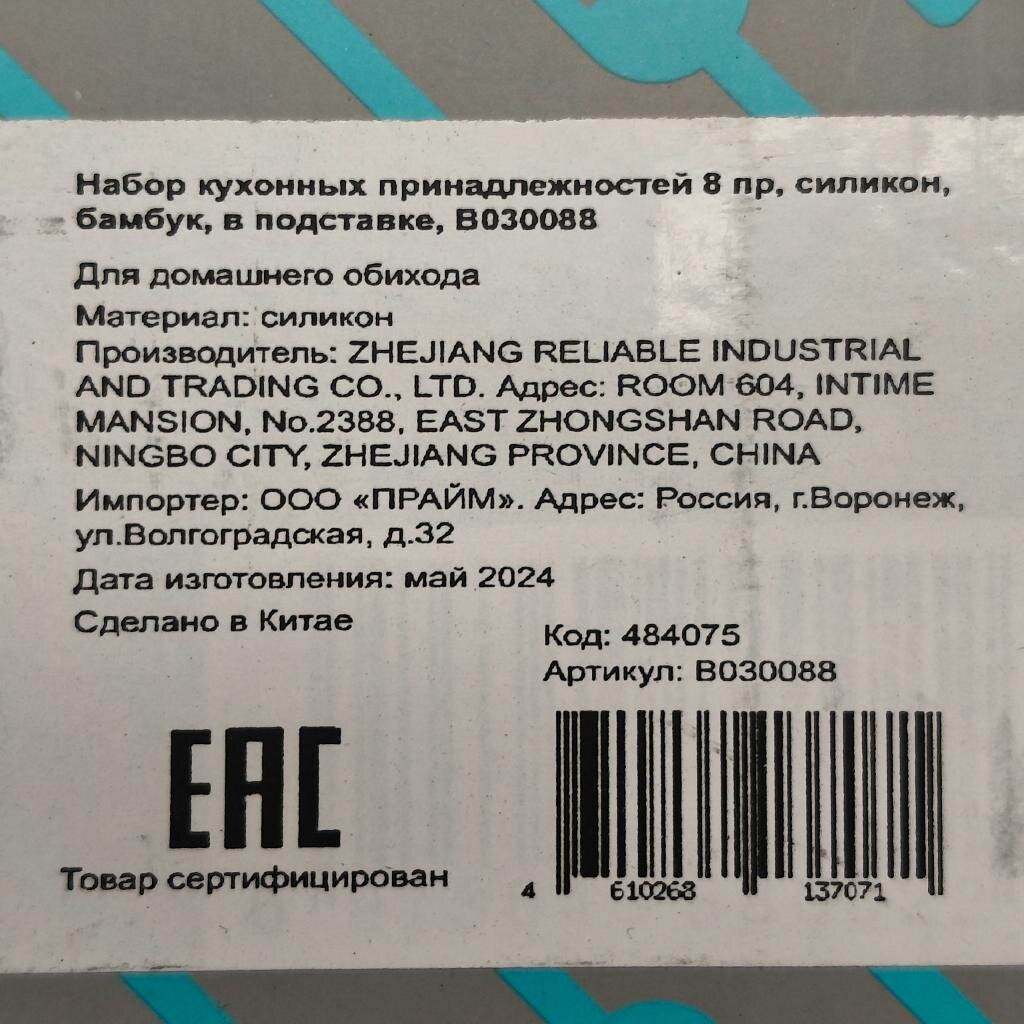 Набор кухонных принадлежностей 8 пр, силикон,
бамбук, в подставке, B030088
Для домашнего обихода
Материал: силикон
Производитель: ZHEJIANG RELIABLE INDUSTRIAL
AND TRADING CO., LTD. Адрес: ROOM 604, INTIME
MANSION, No.2388, EAST ZHONGSHAN ROAD,
NINGBO CITY, ZHEJIANG PROVINCE, CHINA
Импортер: ООО «ПРАЙМ». Адрес: Россия, г.Воронеж,
ул.Волгоградская, д.32
Дата изготовления: май 2024
Сделано в Китае
Код: 484075
Артикул: B030088
EAC
Товар сертифицирован
4 610268 137071